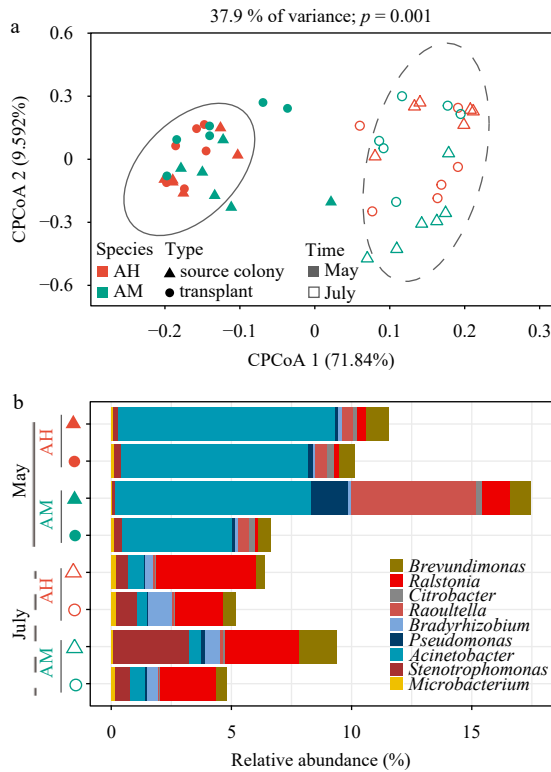 37.9 % of variance; p = 0.001
a
0.6
0.3
0
−0.3
−0.6
CPCoA 2 (9.592%)
Species Type Time
AH source colony May
AM transplant July
−0.2 −0.1 0 0.1 0.2 0.3
CPCoA 1 (71.84%)
b
May
AH
AM
July
AH
AM
Brevundimonas
Ralstonia
Citrobacter
Raoultella
Bradyrhizobium
Pseudomonas
Acinetobacter
Stenotrophomonas
Microbacterium
0 5 10 15
Relative abundance (%)